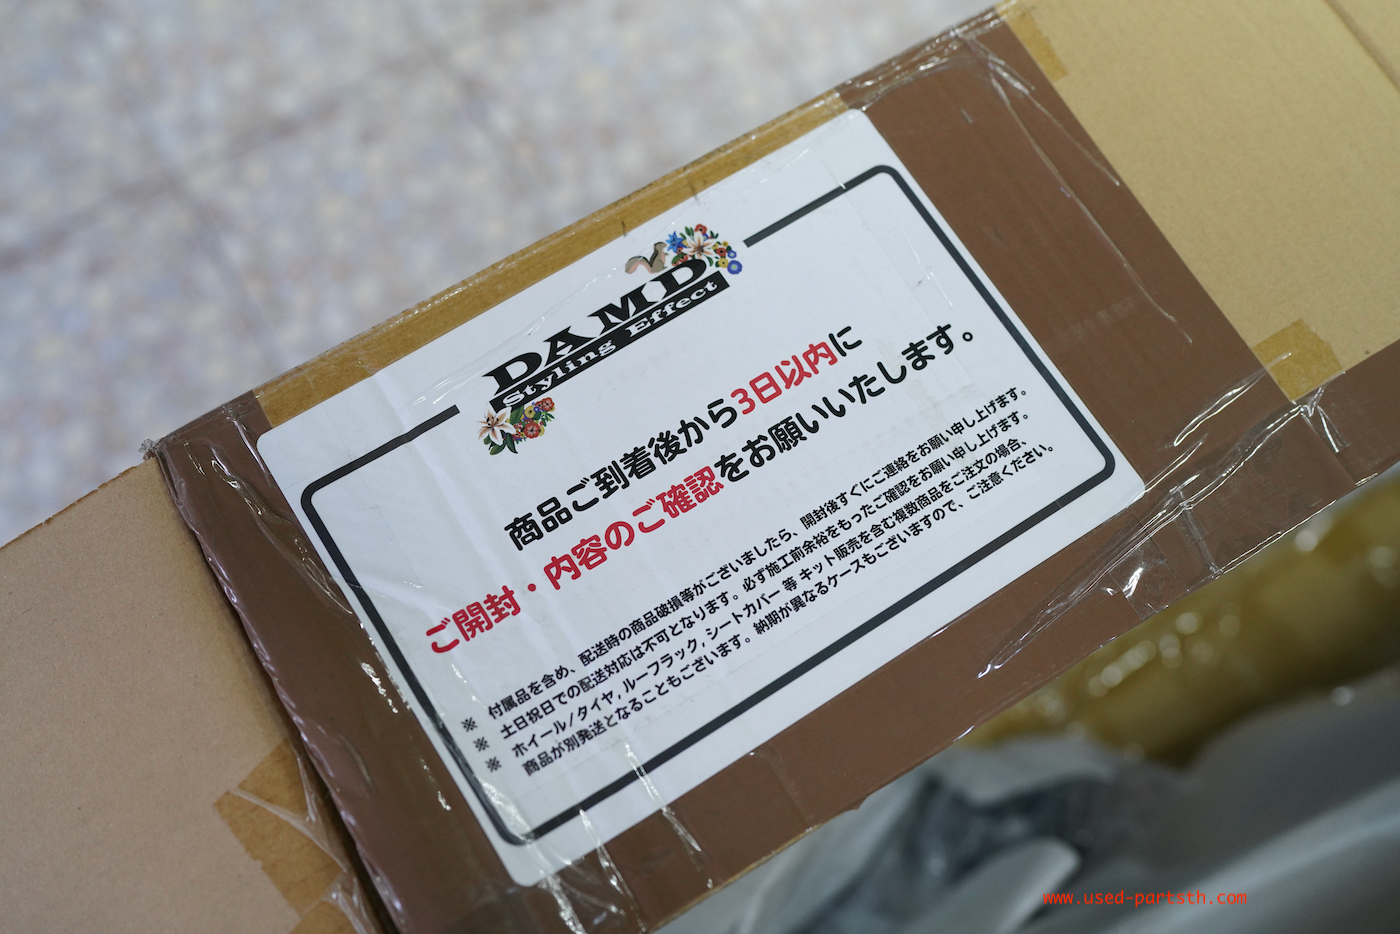 DAMD
Styling Effect
商品ご到着後から3日以内に
ご開封・内容のご確認をお願いいたします。
※ 付属品を含め、配送時の商品破損等がございましたら、開封後すぐにご連絡をお願い申し上げます。
※ 土日祝日での配送対応は不可となります。必ず施工前余裕をもったご確認をお願い申し上げます。
※ ホイール/タイヤ, ルーフラック, シートカバー 等 キット販売を含む複数商品をご注文の場合、
商品が別発送となることもございます。納期が異なるケースもございますので、ご注意ください。
www.used-partsth.com